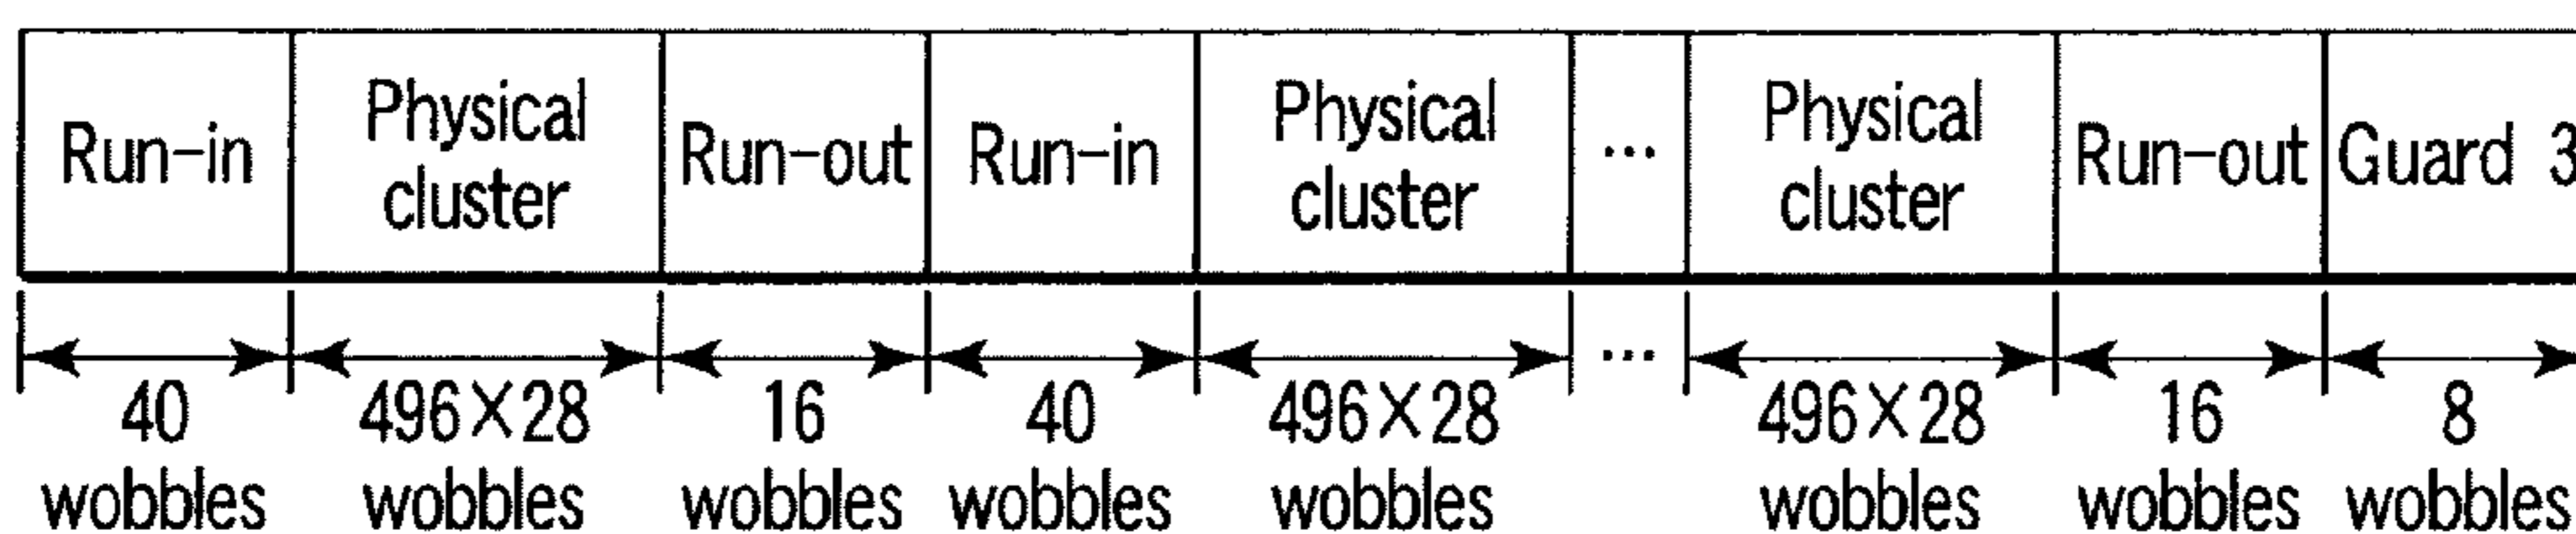 Run-in
Physical
cluster
Run-out
Run-in
Physical
cluster
...
Physical
cluster
Run-out
Guard 3
40
wobbles
496×28
wobbles
16
wobbles
40
wobbles
496×28
wobbles
...
496×28
wobbles
16
wobbles
8
wobbles